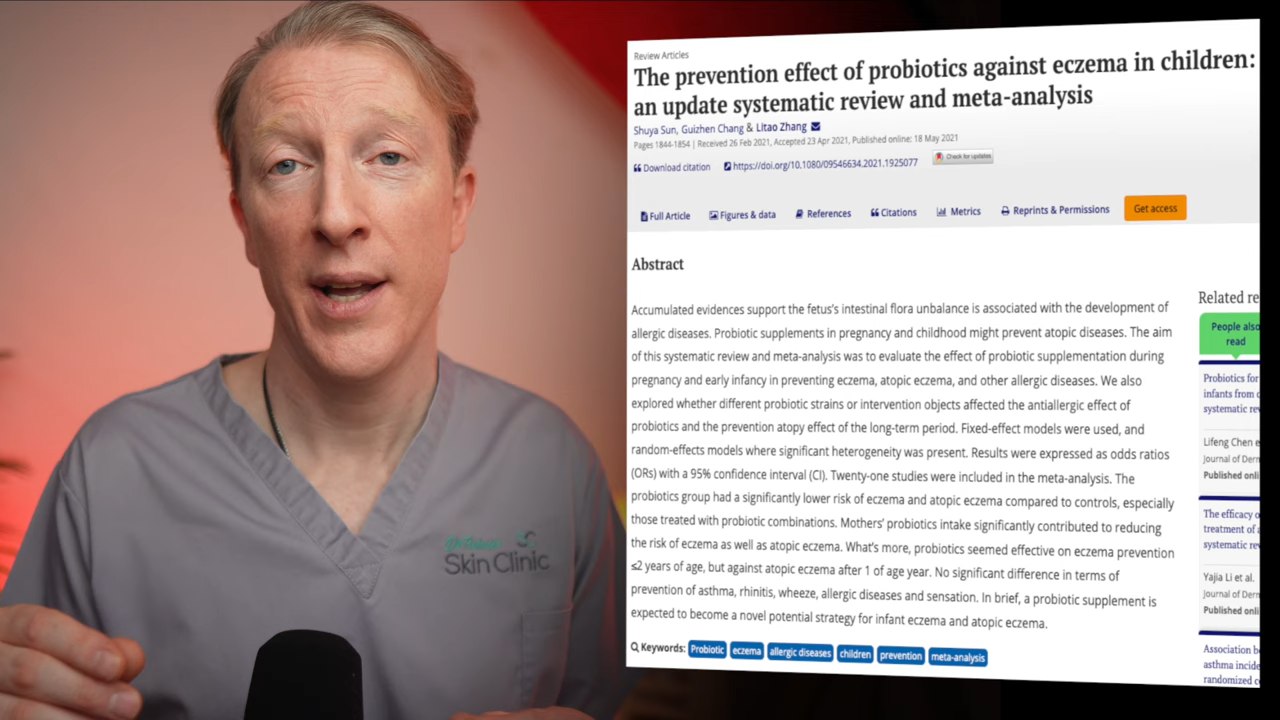 Skin Clinic
Review Articles
The prevention effect of probiotics against eczema in children:
an update systematic review and meta-analysis
Shuya Sun, Guizhen Chang & Litao Zhang
Pages 1844-1854 | Received 26 Feb 2021, Accepted 23 Apr 2021, Published online: 18 May 2021
Download citation https://doi.org/10.1080/09546634.2021.1925077 Check for updates
Full Article Figures & data References Citations Metrics Reprints & Permissions Get access
Abstract
Accumulated evidences support the fetus's intestinal flora unbalance is associated with the development of
allergic diseases. Probiotic supplements in pregnancy and childhood might prevent atopic diseases. The aim
of this systematic review and meta-analysis was to evaluate the effect of probiotic supplementation during
pregnancy and early infancy in preventing eczema, atopic eczema, and other allergic diseases. We also
explored whether different probiotic strains or intervention objects affected the antiallergic effect of
probiotics and the prevention atopy effect of the long-term period. Fixed-effect models were used, and
random-effects models where significant heterogeneity was present. Results were expressed as odds ratios
(ORs) with a 95% confidence interval (CI). Twenty-one studies were included in the meta-analysis. The
probiotics group had a significantly lower risk of eczema and atopic eczema compared to controls, especially
those treated with probiotic combinations. Mothers' probiotics intake significantly contributed to reducing
the risk of eczema as well as atopic eczema. What's more, probiotics seemed effective on eczema prevention
≤2 years of age, but against atopic eczema after 1 of age year. No significant difference in terms of
prevention of asthma, rhinitis, wheeze, allergic diseases and sensation. In brief, a probiotic supplement is
expected to become a novel potential strategy for infant eczema and atopic eczema.
Keywords: Probiotic eczema allergic diseases children prevention meta-analysis
Related re
People also
read
Probiotics for
infants from
systematic re
Lifeng Chen e
Journal of Der
Published onli
The efficacy o
treatment of
systematic re
Yajia Li et al.
Journal of Der
Published onli
Association b
asthma incide
randomized c